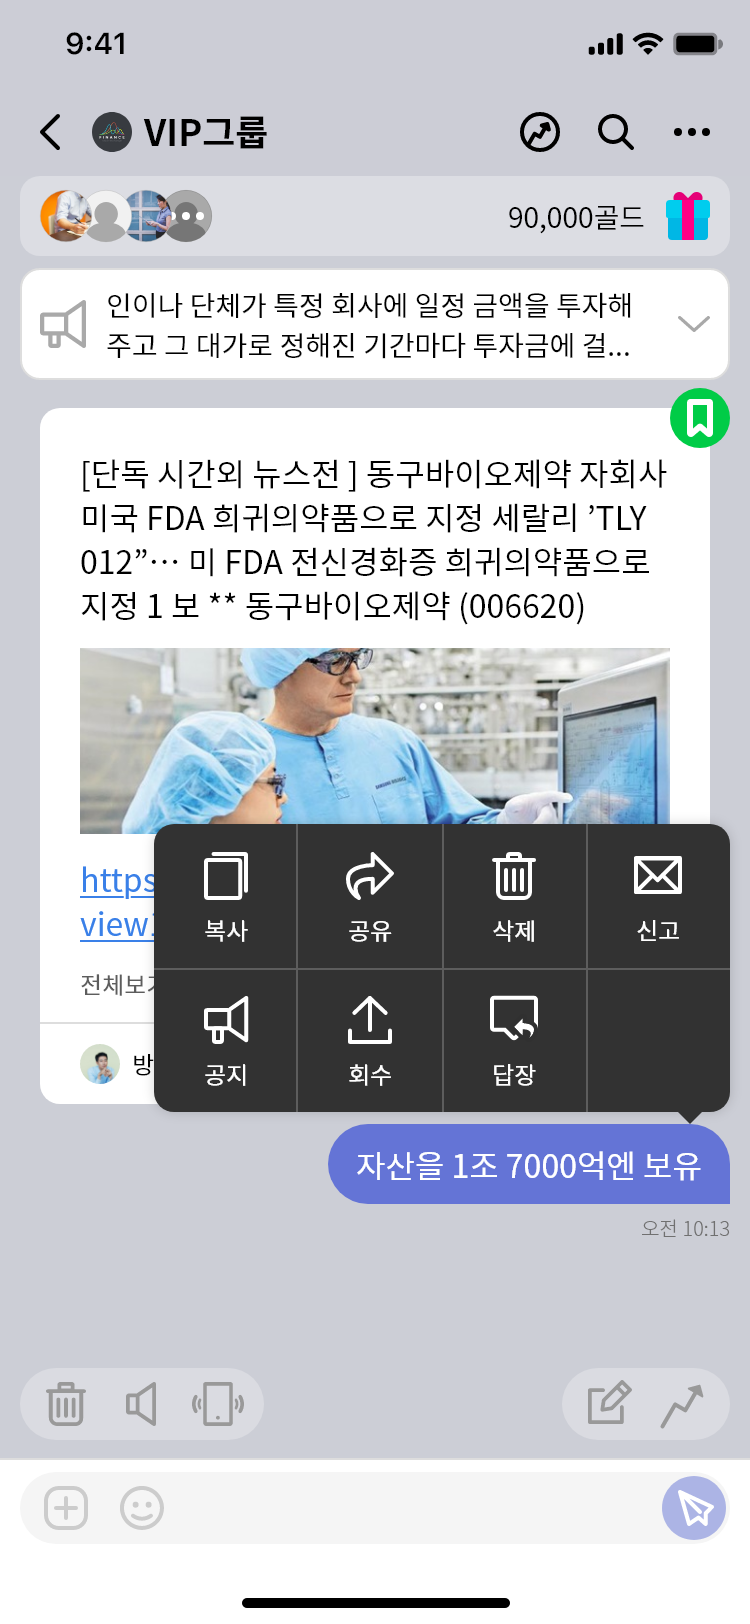 9:41
VIP그룹
90,000골드
인이나 단체가 특정 회사에 일정 금액을 투자해
주고 그 대가로 정해진 기간마다 투자금에 걸...
[단독 시간외 뉴스전 ] 동구바이오제약 자회사
미국 FDA 희귀의약품으로 지정 세랄리 ’TLY
012”··· 미 FDA 전신경화증 희귀의약품으로
지정 1 보 ** 동구바이오제약 (006620)
https
view
전체보기
방
복사
공유
삭제
신고
공지
회수
답장
자산을 1조 7000억엔 보유
오전 10:13